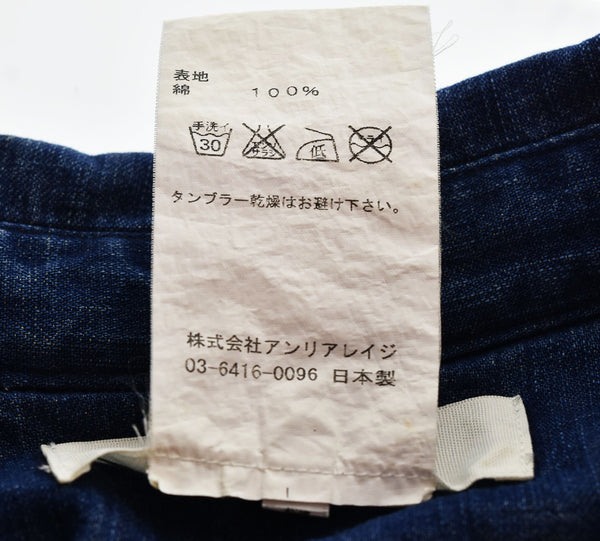 表地
綿 100%
手洗イ
30 低
タンブラー乾燥はお避け下さい。
株式会社アンリアレイジ
03-6416-0096 日本製